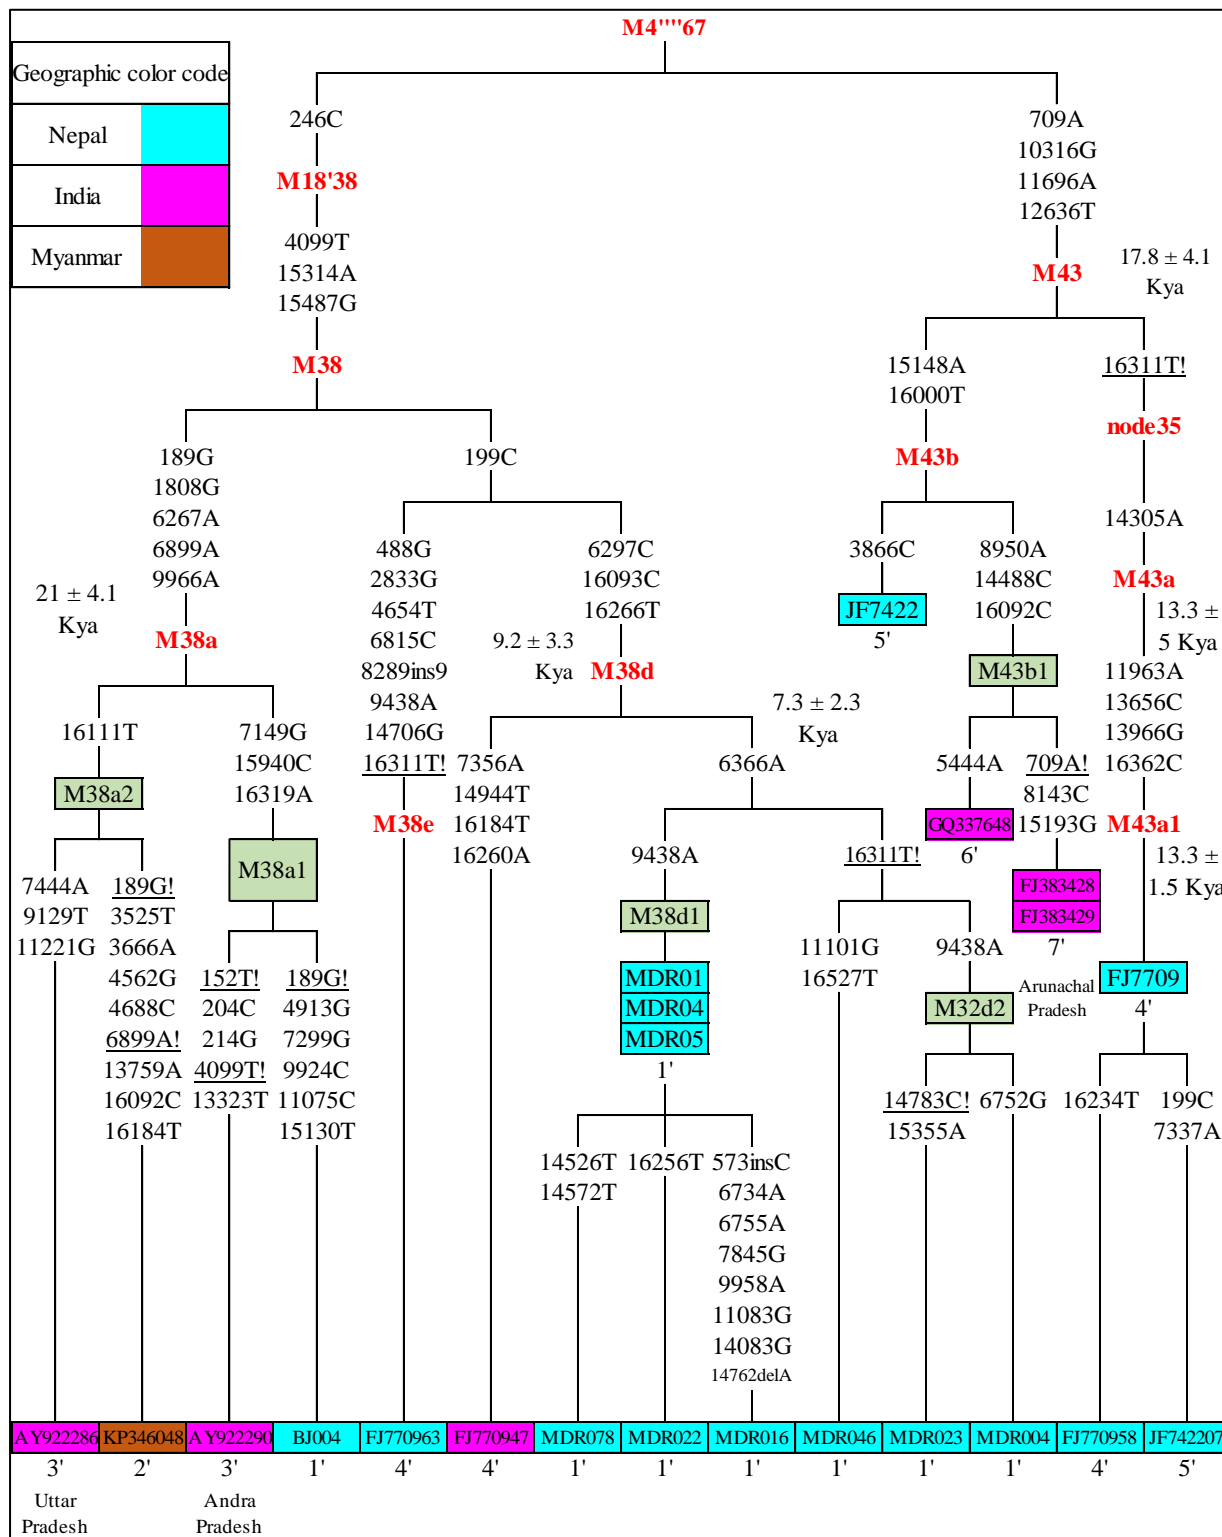 M4""67
Geographic color code
Nepal
India
Myanmar
246C
M18'38
4099T
15314A
15487G
M38
709A
10316G
11696A
12636T
M43
17.8 ± 4.1
Kya
189G
1808G
6267A
6899A
9966A
21 ± 4.1
Kya
M38a
199C
488G
2833G
4654T
6815C
8289ins9
9438A
14706G
16311T!
M38e
6297C
16093C
16266T
9.2 ± 3.3
Kya
M38d
15148A
16000T
M43b
16311T!
node35
14305A
M43a
13.3 ±
5 Kya
3866C
JF7422
5'
8950A
14488C
16092C
M43b1
11963A
13656C
13966G
16362C
M43a1
13.3 ±
1.5 Kya
16111T
M38a2
7149G
15940C
16319A
M38a1
7356A
14944T
16184T
16260A
7.3 ± 2.3
Kya
6366A
5444A
GQ337648
6'
709A!
8143C
15193G
FJ383428
FJ383429
7'
9438A
M38d1
MDR01
MDR04
MDR05
1'
16311T!
11101G
16527T
9438A
M32d2
Arunachal
Pradesh
FJ7709
4'
7444A
9129T
11221G
189G!
3525T
3666A
4562G
4688C
6899A!
13759A
16092C
16184T
152T!
204C
214G
4099T!
13323T
189G!
4913G
7299G
9924C
11075C
15130T
14526T
14572T
16256T
573insC
6734A
6755A
7845G
9958A
11083G
14083G
14762delA
14783C!
15355A
6752G
16234T
199C
7337A
AY922286 KP346048 AY922290 BJ004 FJ770963 FJ770947 MDR078 MDR022 MDR016 MDR046 MDR023 MDR004 FJ770958 JF742207
3' 2' 3' 1' 4' 4' 1' 1' 1' 1' 1' 1' 4' 5'
Uttar
Pradesh
Andra
Pradesh